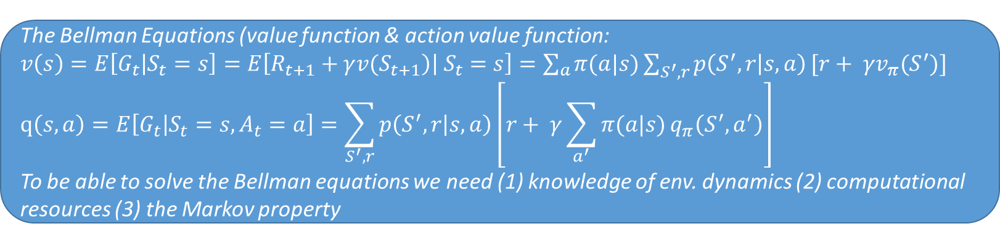 The Bellman Equations (value function & action value function:
v(s) = E[G_t|S_t = s] = E[R_{t+1} + γv(S_{t+1})| S_t = s] = ∑_a π(a|s) ∑_{S′,r} p(S′,r|s,a) [r + γv_π(S′)]
q(s,a) = E[G_t|S_t = s, A_t = a] = ∑_{S′,r} p(S′,r|s,a) [r + γ ∑_{a′} π(a|s) q_π(S′,a′)]
To be able to solve the Bellman equations we need (1) knowledge of env. dynamics (2) computational
resources (3) the Markov property